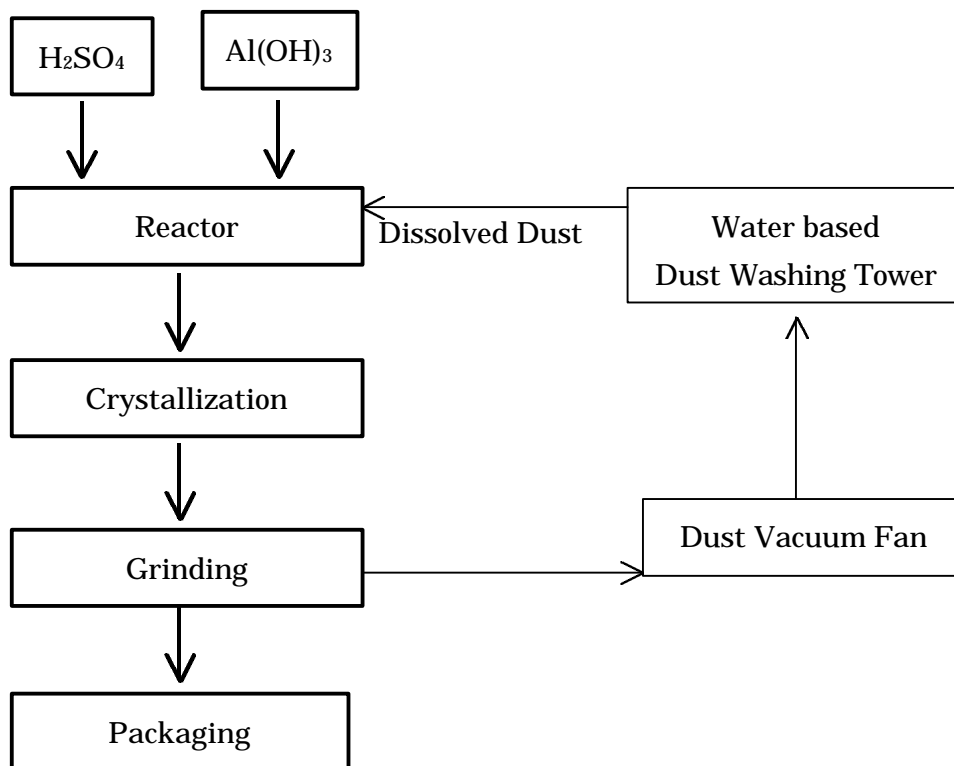 H₂SO₄
Al(OH)₃
Reactor
Dissolved Dust
Water based
Dust Washing Tower
Crystallization
Dust Vacuum Fan
Grinding
Packaging